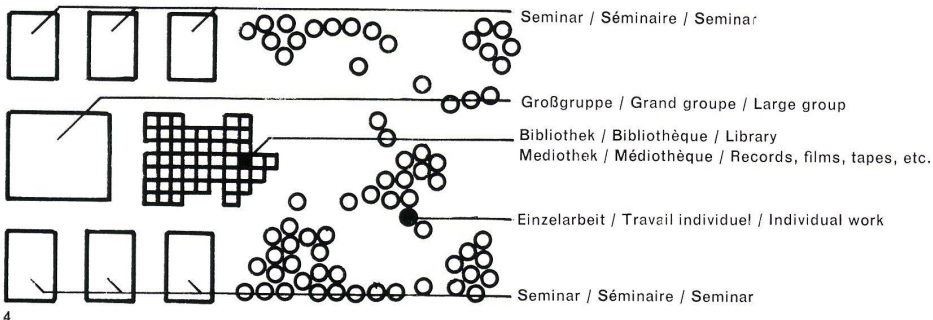 Seminar / Séminaire / Seminar
Großgruppe / Grand groupe / Large group
Bibliothek / Bibliothèque / Library
Mediothek / Médiothèque / Records, films, tapes, etc.
Einzelarbeit / Travail individuel / Individual work
Seminar / Séminaire / Seminar
4